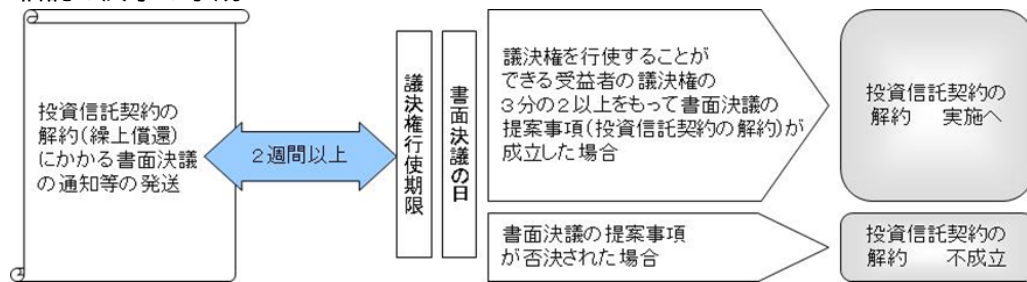 投資信託契約の
解約(繰上償還)
にかかる書面決議
の通知等の発送
2週間以上
議決権行使期限
書面決議の日
議決権を行使することが
できる受益者の議決権の
3分の2以上をもって書面決議の
提案事項(投資信託契約の解約)が
成立した場合
投資信託契約の
解約　実施へ
書面決議の提案事項
が否決された場合
投資信託契約の
解約　不成立